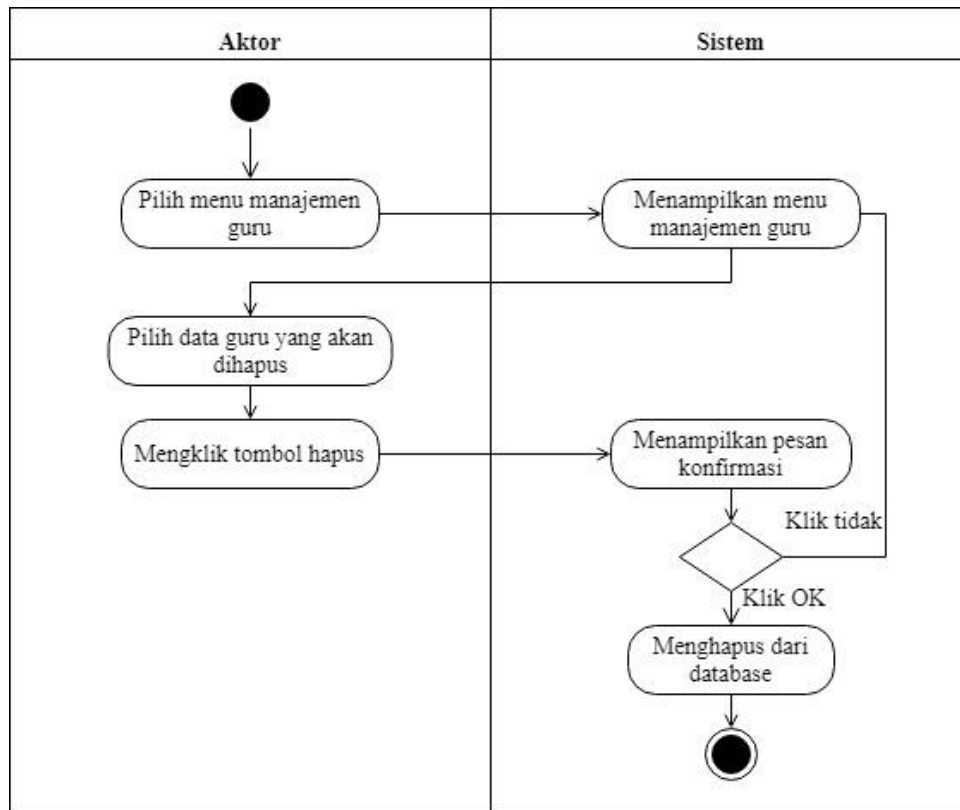 Aktor
Sistem
Pilih menu manajemen
guru
Menampilkan menu
manajemen guru
Pilih data guru yang akan
dihapus
Mengklik tombol hapus
Menampilkan pesan
konfirmasi
Klik tidak
Klik OK
Menghapus dari
database